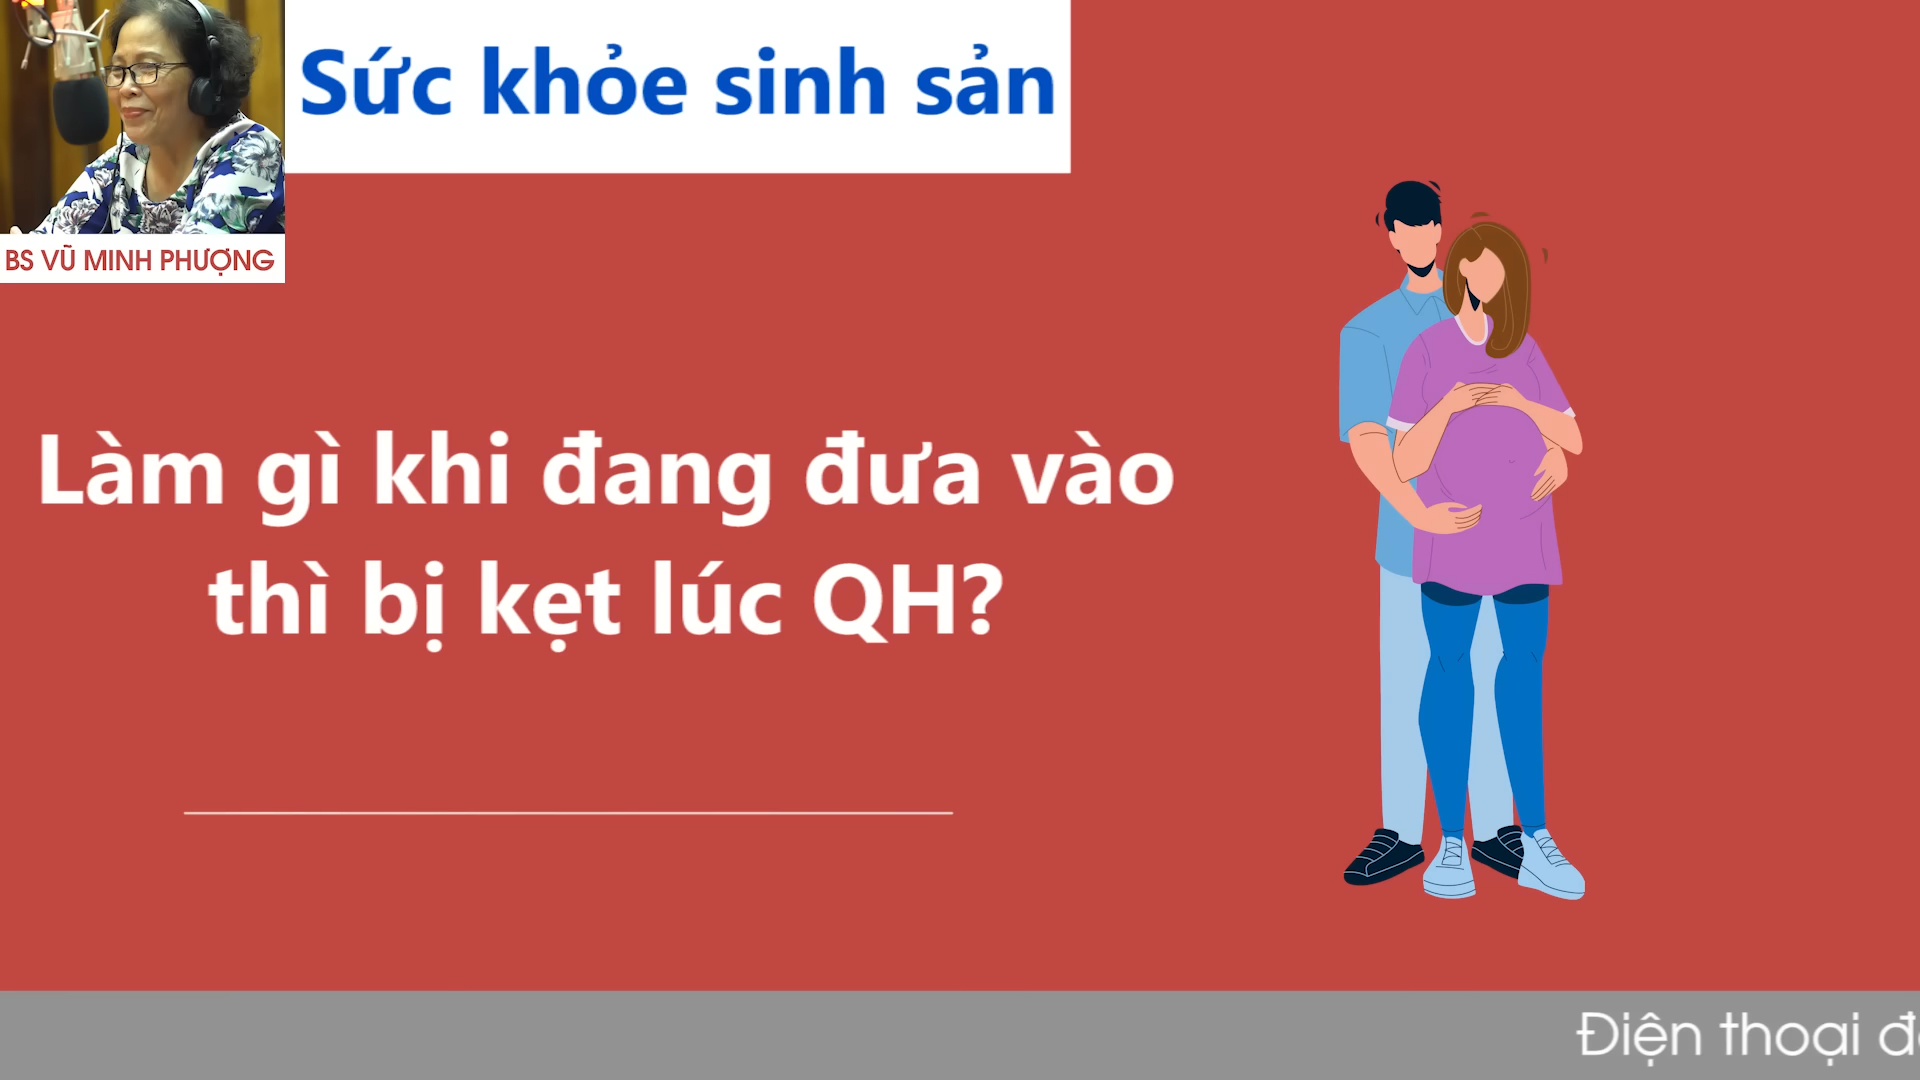 Sức khỏe sinh sản
BS VŨ MINH PHƯỢNG
Làm gì khi đang đưa vào
thì bị kẹt lúc QH?
Điện thoại